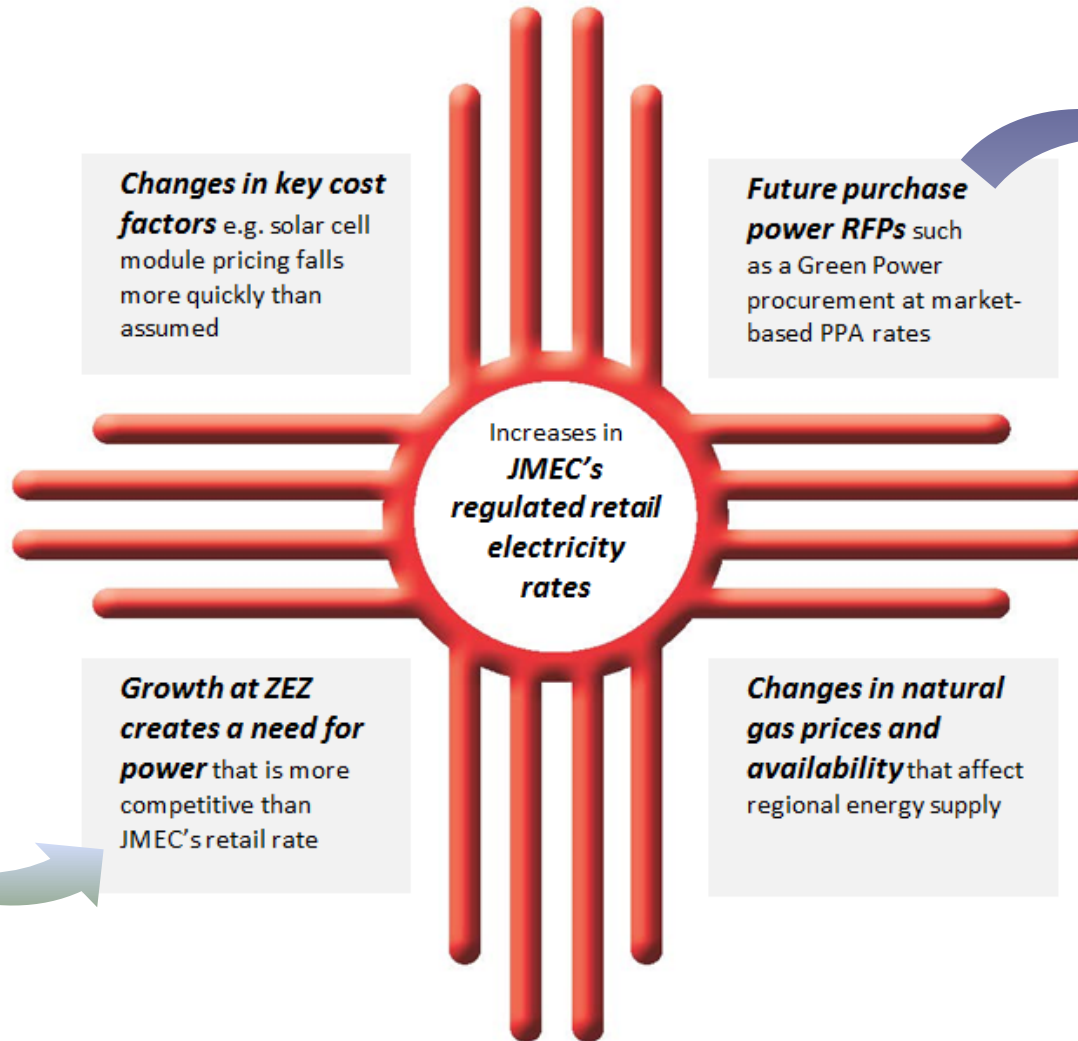 Changes in key cost
factors e.g. solar cell
module pricing falls
more quickly than
assumed
Future purchase
power RFPs such
as a Green Power
procurement at market-
based PPA rates
Increases in
JMEC’s
regulated retail
electricity
rates
Growth at ZEZ
creates a need for
power that is more
competitive than
JMEC’s retail rate
Changes in natural
gas prices and
availability that affect
regional energy supply